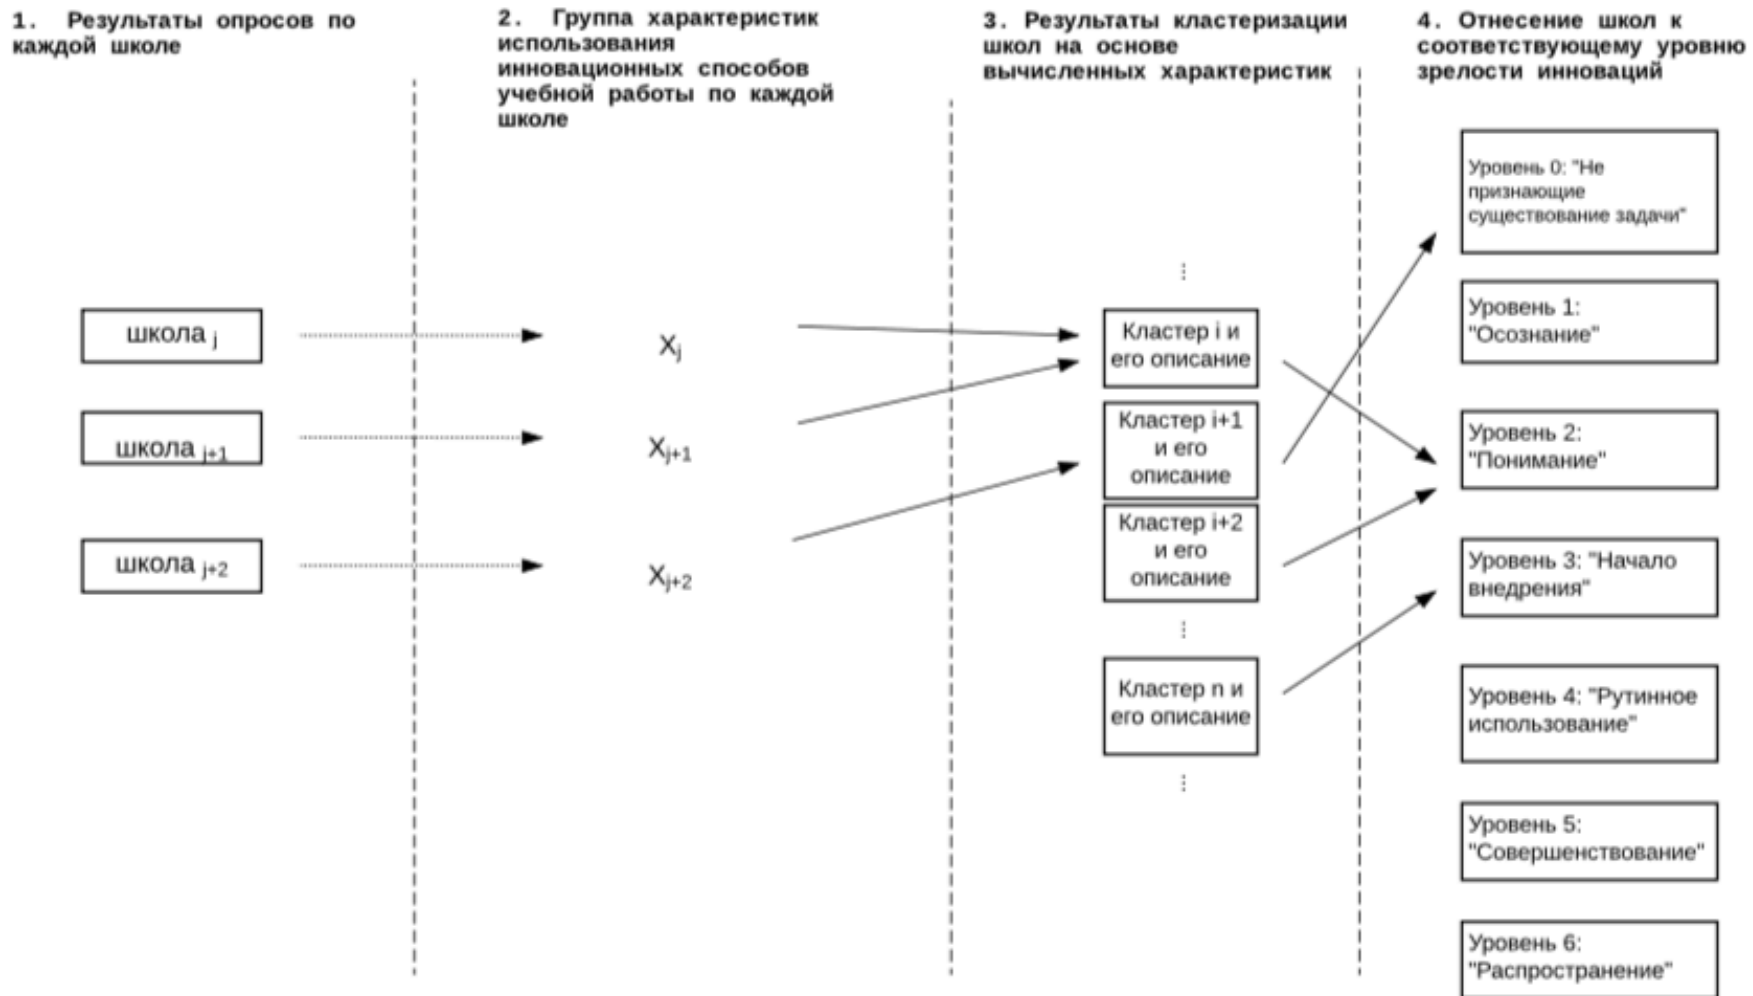 1. Результаты опросов по
каждой школе
2. Группа характеристик
использования
инновационных способов
учебной работы по каждой
школе
3. Результаты кластеризации
школ на основе
вычисленных характеристик
4. Отнесение школ к
соответствующему уровню
зрелости инноваций
школа j
школа j+1
школа j+2
Xj
Xj+1
Xj+2
Кластер i и
его описание
Кластер i+1
и его
описание
Кластер i+2
и его
описание
Кластер n и
его описание
Уровень 0: "Не
признающие
существование задачи"
Уровень 1:
"Осознание"
Уровень 2:
"Понимание"
Уровень 3: "Начало
внедрения"
Уровень 4: "Рутинное
использование"
Уровень 5:
"Совершенствование"
Уровень 6:
"Распространение"